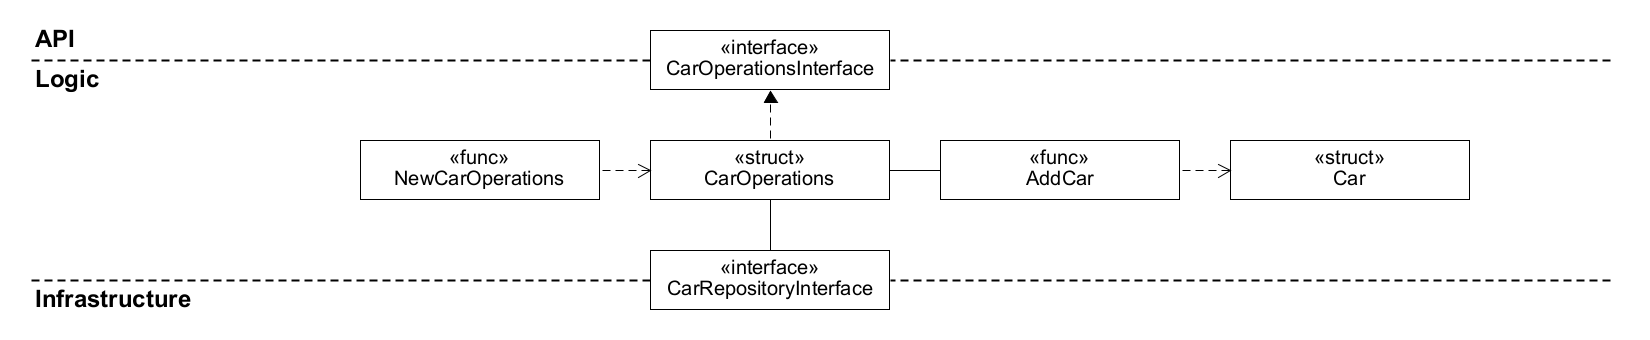 API
«interface»
CarOperationsInterface
Logic
«func»
NewCarOperations
«struct»
CarOperations
«func»
AddCar
«struct»
Car
«interface»
CarRepositoryInterface
Infrastructure